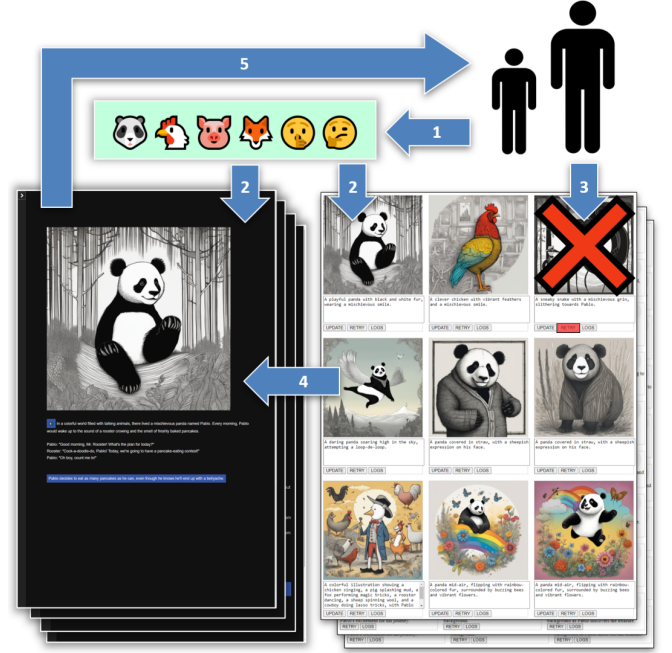 5
1
2
2
3
A playful panda with black and white fur,
wearing a mischievous smile.
UPDATE RETRY LOGS
A clever chicken with vibrant feathers
and a mischievous smile.
UPDATE RETRY LOGS
A sneaky snake with a mischievous grin,
slithering towards Pablo.
UPDATE RETRY LOGS
4
In a colorful world filled with talking animals, there lived a mischievous panda named Pablo. Every morning, Pablo
would wake up to the sound of a rooster crowing and the smell of freshly baked pancakes.
Pablo: "Good morning, Mr. Rooster! What's the plan for today?"
Rooster: "Cock-a-doodle-do, Pablo! Today, we're going to have a pancake-eating contest!"
Pablo: "Oh boy, count me in!"
Pablo decides to eat as many pancakes as he can, even though he knows he'll end up with a bellyache.
A daring panda soaring high in the sky,
attempting a loop-de-loop.
UPDATE RETRY LOGS
A panda covered in straw, with a sheepish
expression on his face.
UPDATE RETRY LOGS
A panda covered in straw, with a sheepish
expression on his face.
UPDATE RETRY LOGS
A colorful illustration showing a
chicken singing, a pig splashing mud, a
fox performing magic tricks, a rooster
dancing, a sheep spinning wool, and a
cowboy doing lasso tricks, with Pablo
UPDATE RETRY LOGS
A panda mid-air, flipping with rainbow-
colored fur, surrounded by buzzing bees
and vibrant flowers.
UPDATE RETRY LOGS
A panda mid-air, flipping with rainbow-
colored fur, surrounded by buzzing bees
and vibrant flowers.
UPDATE RETRY LOGS
RETRY LOGS
RETRY LOGS
RETRY LOGS